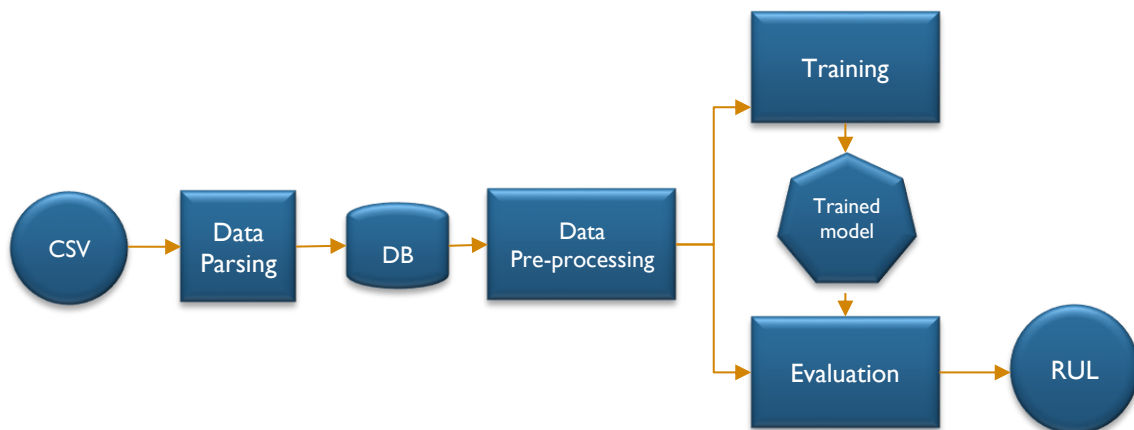 CSV
Data
Parsing
DB
Data
Pre-processing
Training
Trained
model
Evaluation
RUL